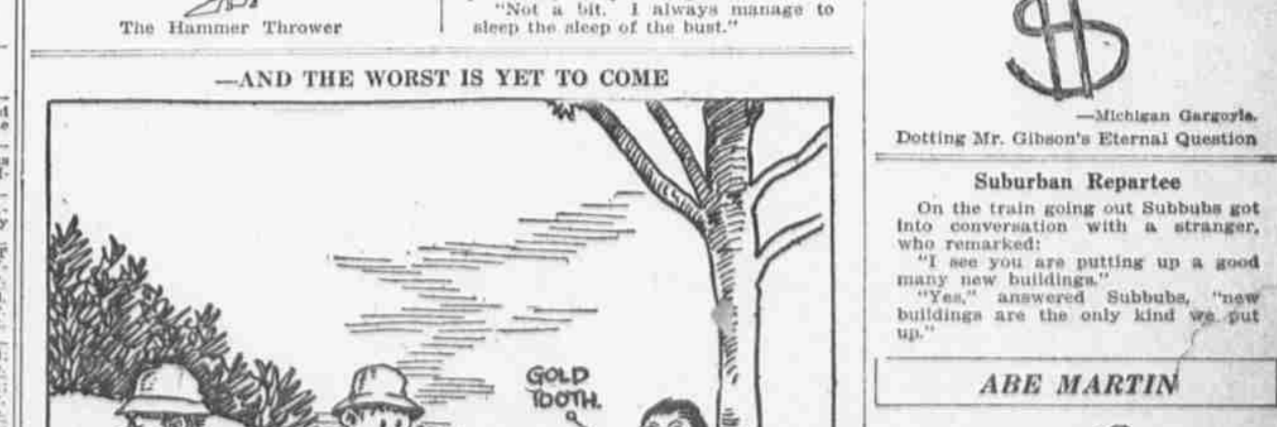 The Hammer Thrower
"Not a bit. I always manage to
sleep the sleep of the bust."
—AND THE WORST IS YET TO COME
GOLD
TOOTH.
—Michigan Gargoyle.
Dotting Mr. Gibson's Eternal Question
Suburban Repartee
On the train going out Subbubs got
into conversation with a stranger,
who remarked:
"I see you are putting up a good
many new buildings."
"Yes," answered Subbubs, "new
buildings are the only kind we put
up."
ABE MARTIN